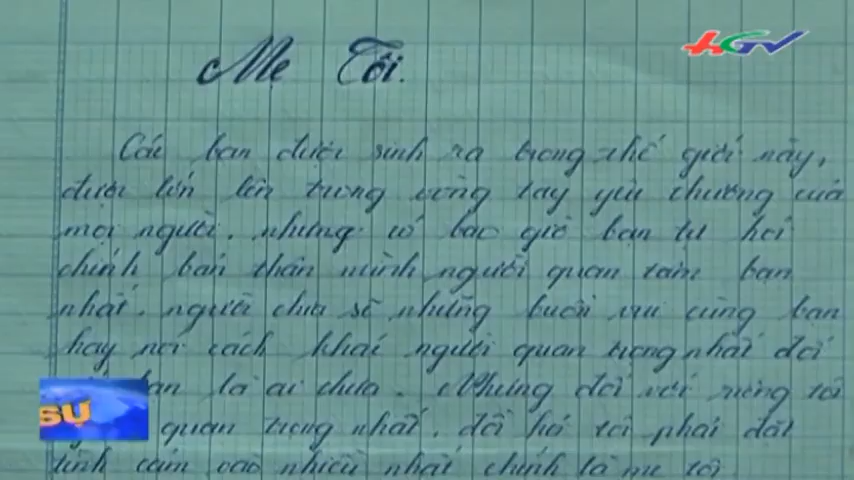 HGV
Mẹ Tôi.
Các bạn được sinh ra trong thế giới này,
được lớn lên trong vòng tay yêu thương của
mọi người, nhưng có bao giờ bạn tự hỏi
chính bản thân mình, người quan tâm bạn
nhất, người chia sẽ những buồn vui cùng bạn
hay nói cách khác người quan trọng nhất đối
bạn là ai chưa. Nhưng đối với riêng tôi
quan trọng nhất, đòi hỏi tôi phải đặt
tình cảm vào nhiều nhất chính là mẹ tôi
SỰ